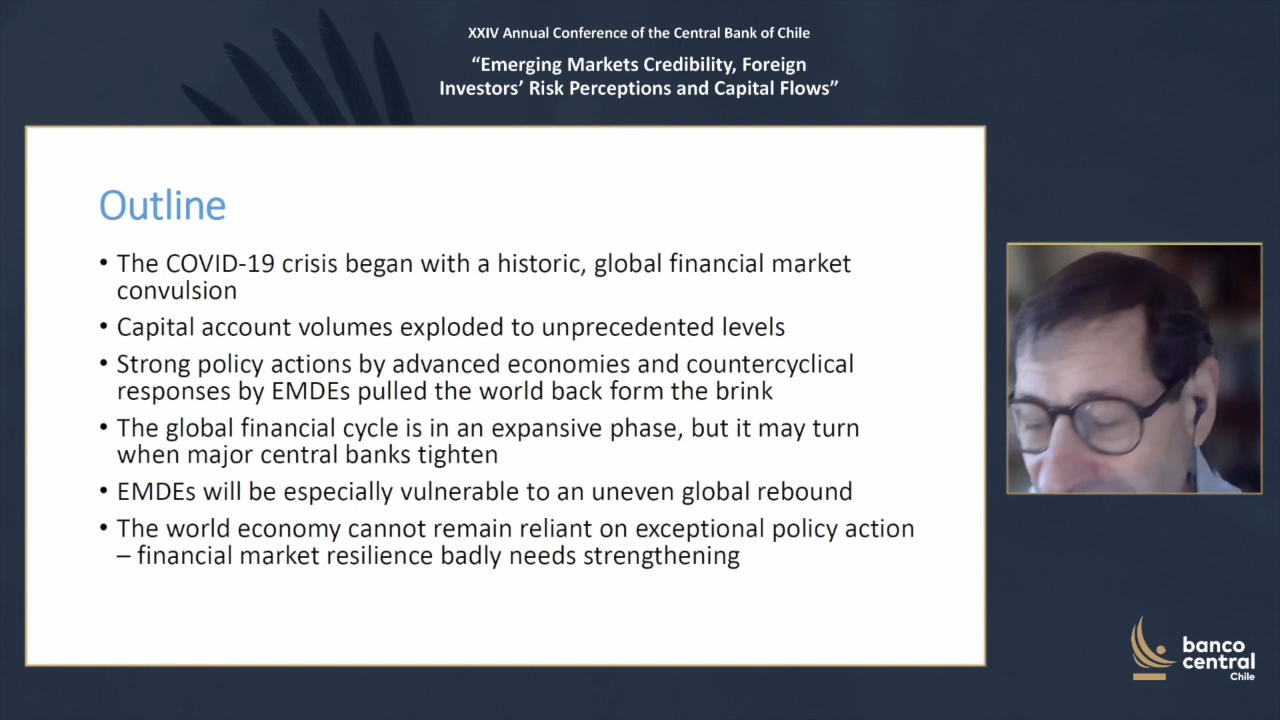 XXIV Annual Conference of the Central Bank of Chile
“Emerging Markets Credibility, Foreign
Investors’ Risk Perceptions and Capital Flows”
Outline
• The COVID-19 crisis began with a historic, global financial market
convulsion
• Capital account volumes exploded to unprecedented levels
• Strong policy actions by advanced economies and countercyclical
responses by EMDEs pulled the world back form the brink
• The global financial cycle is in an expansive phase, but it may turn
when major central banks tighten
• EMDEs will be especially vulnerable to an uneven global rebound
• The world economy cannot remain reliant on exceptional policy action
– financial market resilience badly needs strengthening
banco
central
Chile